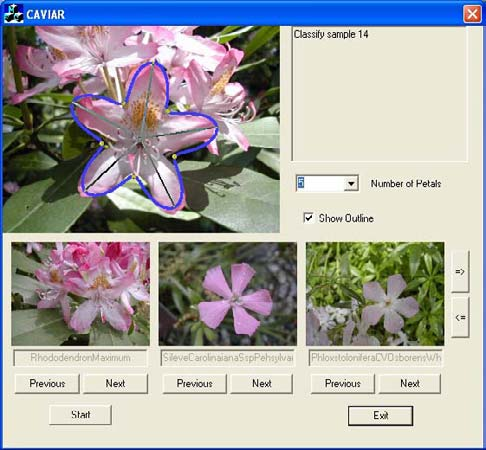 CAVIAR
Classify sample 14
5 Number of Petals
Show Outline
=>
<=
RhododendronMaximum
SileveCarolinaianaSspPehsylvai
PhloxstoloniferaCVOsborensWh
Previous Next Previous Next Previous Next
Start Exit